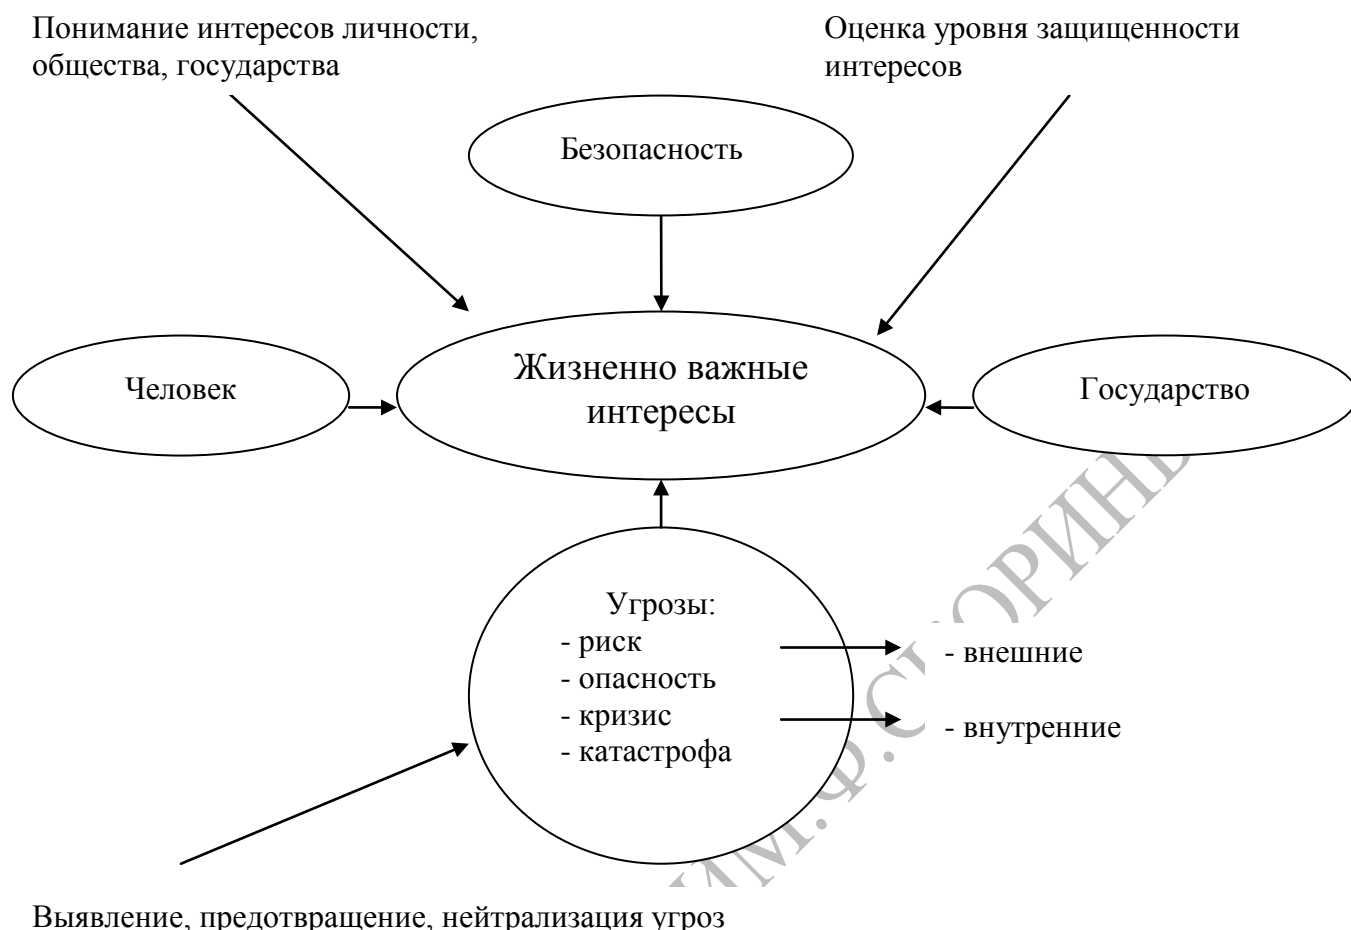 Понимание интересов личности,
общества, государства
Оценка уровня защищенности
интересов
Безопасность
Человек
Жизненно важные
интересы
Государство
Угрозы:
- риск
- опасность
- кризис
- катастрофа
- внешние
- внутренние
Выявление, предотвращение, нейтрализация угроз